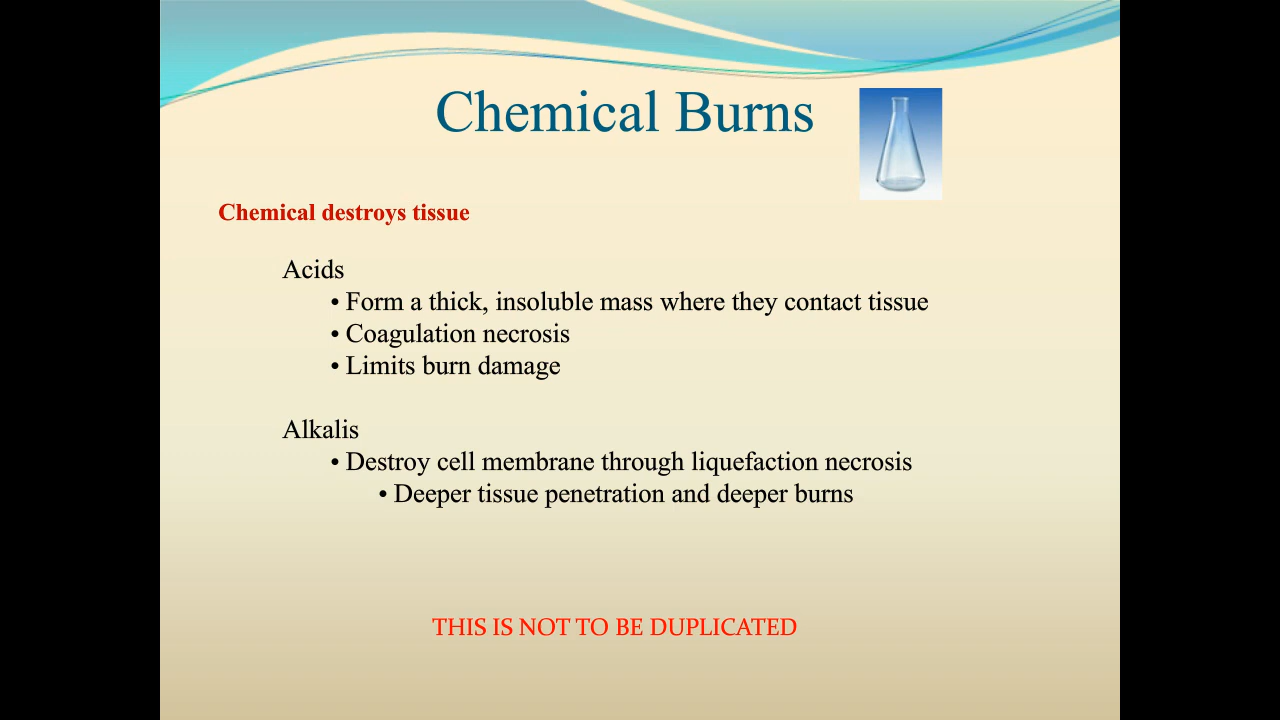 Chemical Burns
Chemical destroys tissue
Acids
• Form a thick, insoluble mass where they contact tissue
• Coagulation necrosis
• Limits burn damage
Alkalis
• Destroy cell membrane through liquefaction necrosis
• Deeper tissue penetration and deeper burns
THIS IS NOT TO BE DUPLICATED